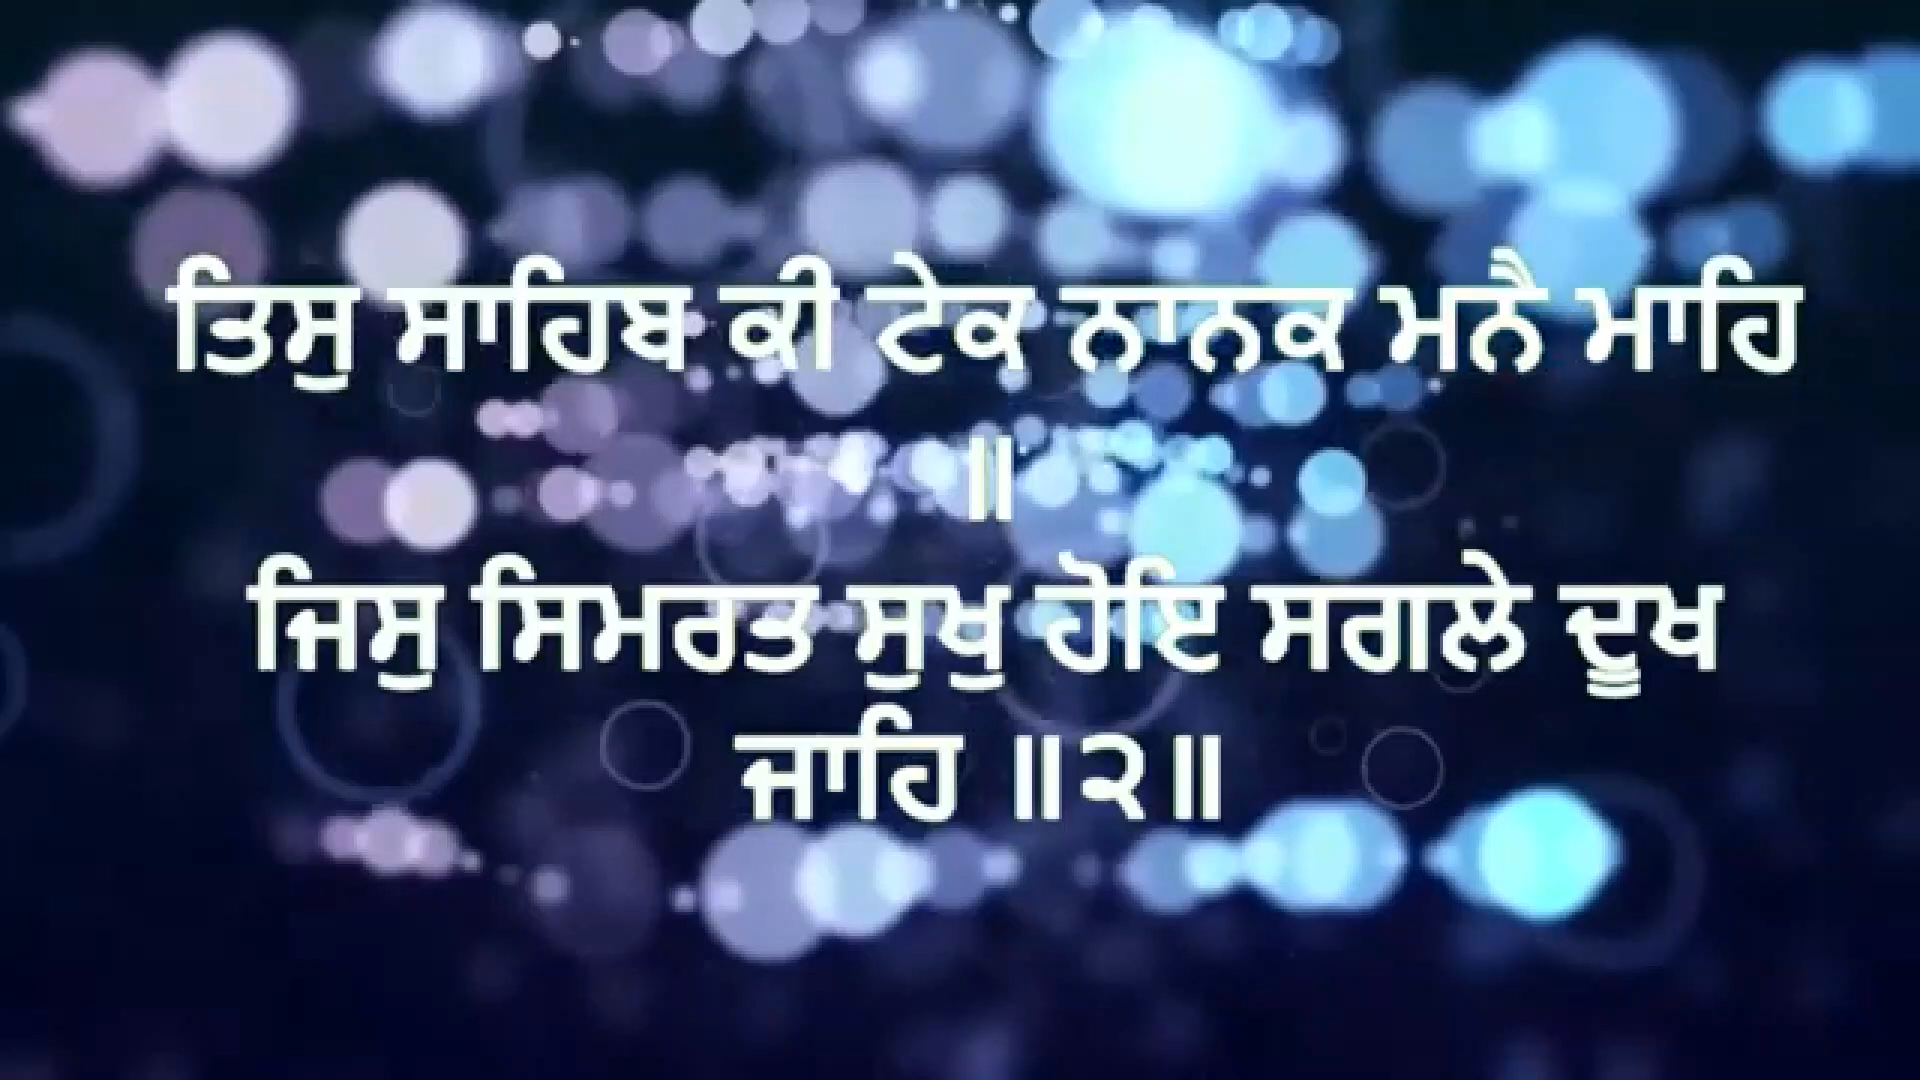 ਤਿਸੁ ਸਾਹਿਬ ਕੀ ਟੇਕ ਨਾਨਕ ਮਨੈ ਮਾਹਿ
॥
ਜਿਸੁ ਸਿਮਰਤ ਸੁਖੁ ਹੋਇ ਸਗਲੇ ਦੂਖ
ਜਾਹਿ ॥੨॥